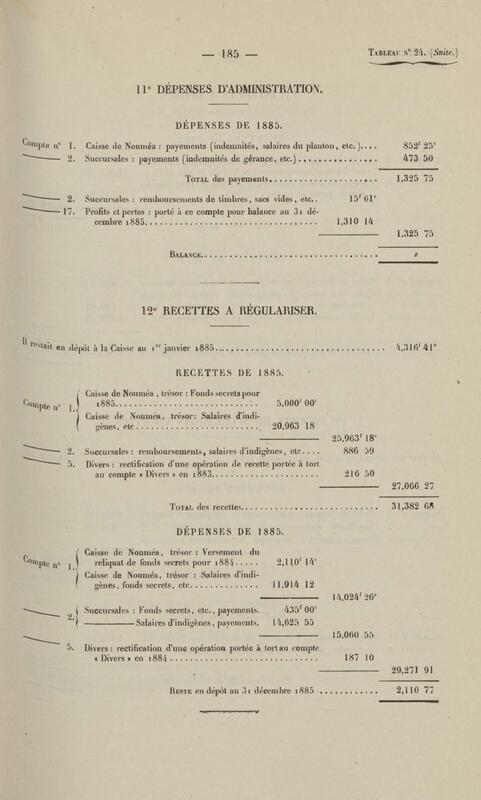 — 185 —
TABLEAU N° 24. (Suite.)
11° DÉPENSES D'ADMINISTRATION.
DÉPENSES DE 1885.
Compte n° 1. Caisse de Nouméa : payements (indemnités, salaires du planton, etc.).... 852f 25c
——— 2. Succursales : payements (indemnités de gérance, etc.)................ 473 50
TOTAL des payements..................... 1,325 75
——— 2. Succursales : remboursements de timbres, sacs vides, etc.. 15f 61c
——— 17. Profits et pertes : porté à ce compte pour balance au 31 dé-
cembre 1885........................ 1,310 14
1,325 75
BALANCE.................................... "
12° RECETTES A RÉGULARISER.
Il restait en dépôt à la Caisse au 1er janvier 1885................................... 4,316f 41c
RECETTES DE 1885.
Compte n° 1. Caisse de Nouméa, trésor : Fonds secrets pour
1885........................ 5,000f 00c
Caisse de Nouméa, trésor: Salaires d'indi-
gènes, etc........................ 20,963 18
25,963f 18c
——— 2. Succursales : remboursements, salaires d'indigènes, etc.... 886 59
——— 5. Divers : rectification d'une opération de recette portée à tort
au compte « Divers » en 1883..................... 216 50
27,066 27
TOTAL des recettes......................... 31,382 68
DÉPENSES DE 1885.
Compte n° 1. Caisse de Nouméa, trésor : Versement du
reliquat de fonds secrets pour 1884..... 2,110f 14c
Caisse de Nouméa, trésor : Salaires d'indi-
gènes, fonds secrets, etc............. 11,914 12
14,024f 26c
——— 2. Succursales : Fonds secrets, etc., payements. 435f 00c
——— Salaires d'indigènes, payements. 14,625 55
15,060 55
——— 5. Divers : rectification d'une opération portée à tort au compte
« Divers » en 1884............................ 187 10
29,271 91
RESTE en dépôt au 31 décembre 1885 ............ 2,110 77